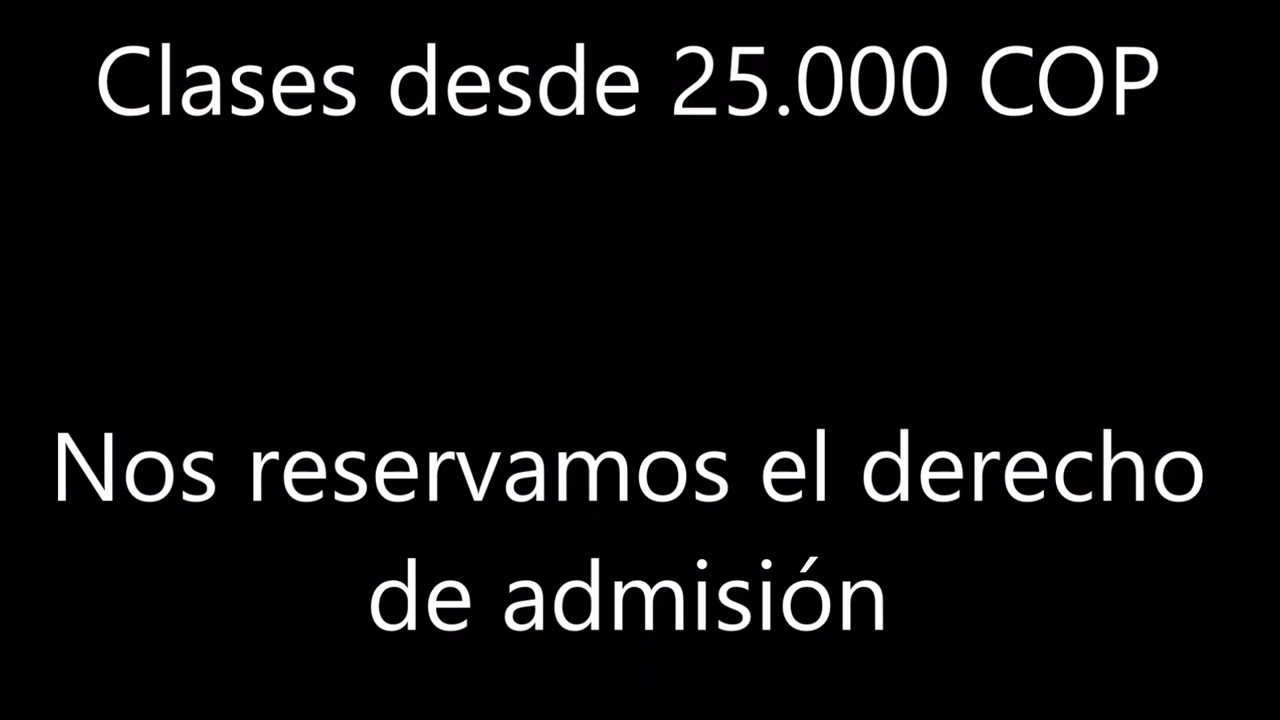 Clases desde 25.000 COP
Nos reservamos el derecho
de admisión